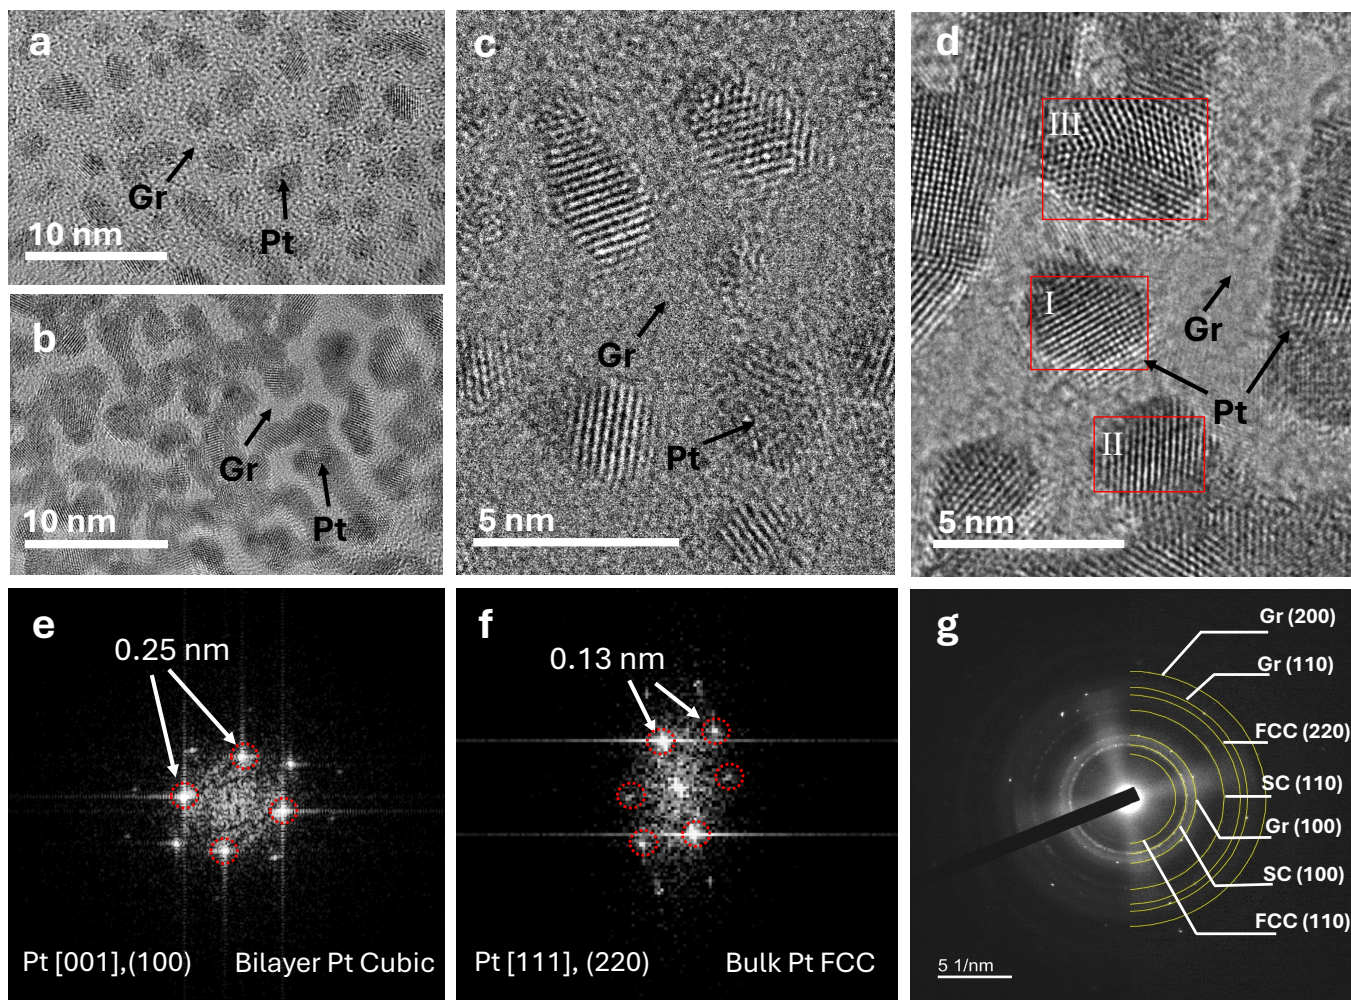 a
Gr
Pt
10 nm
b
Gr
Pt
10 nm
c
Gr
Pt
5 nm
d
III
I
Gr
Pt
II
5 nm
e
0.25 nm
Pt [001],(100)
Bilayer Pt Cubic
f
0.13 nm
Pt [111], (220)
Bulk Pt FCC
g
Gr (200)
Gr (110)
FCC (220)
SC (110)
Gr (100)
SC (100)
FCC (110)
5 1/nm